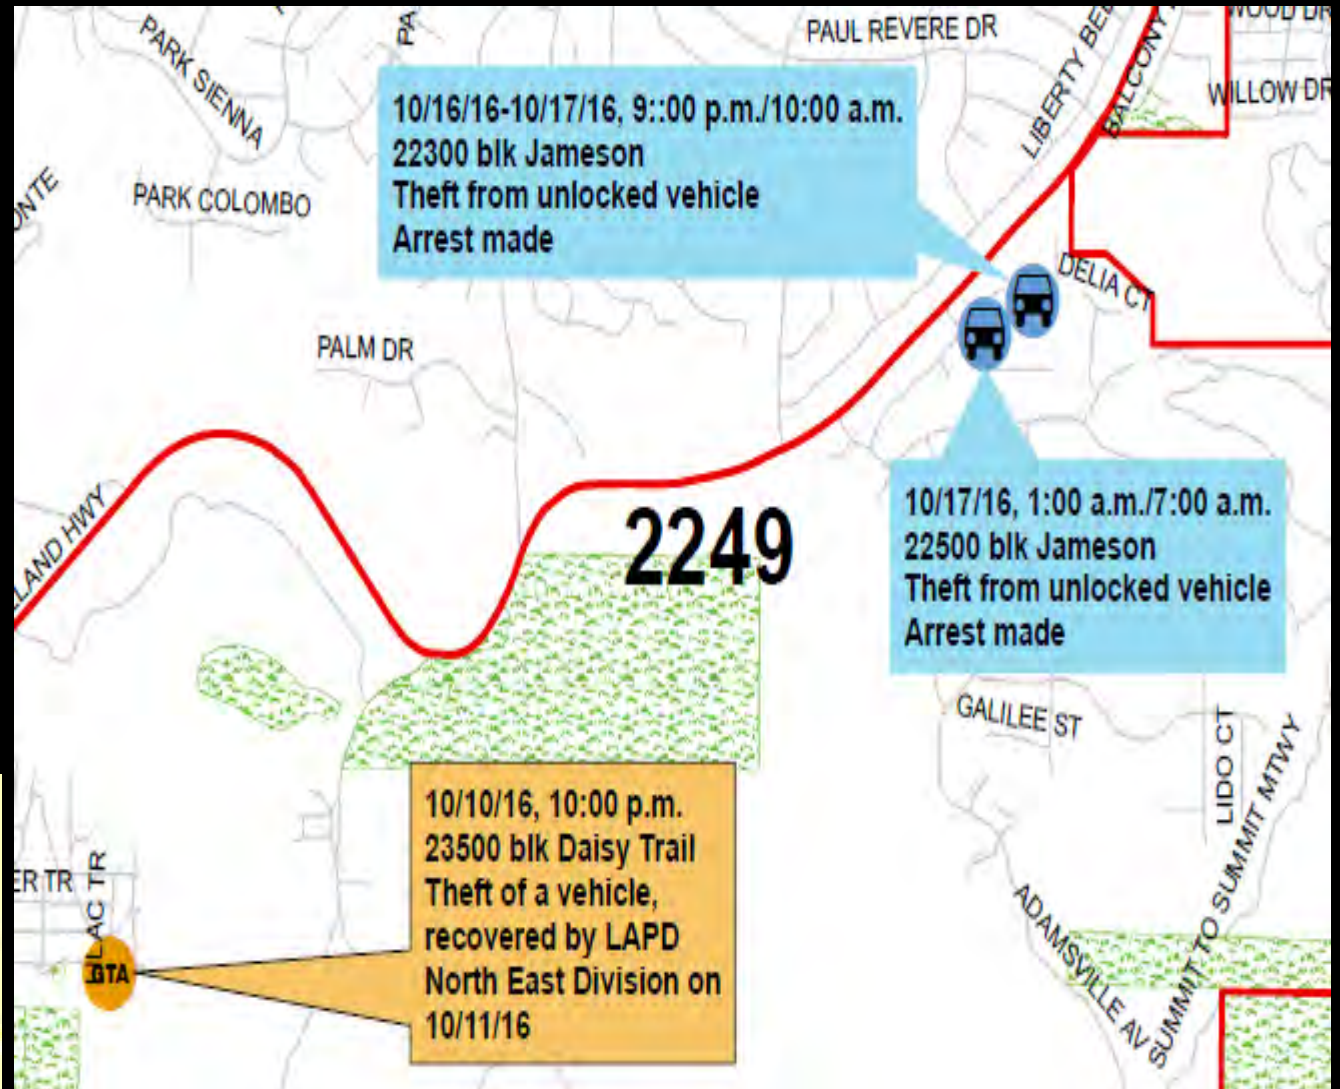 PARK SIENNA
PA
PAUL REVERE DR
LIBERTY BEL
BALCONY
WOOD DR
WILLOW DR
10/16/16-10/17/16, 9::00 p.m./10:00 a.m.
22300 blk Jameson
Theft from unlocked vehicle
Arrest made
ONTE
PARK COLOMBO
DELIA CT
PALM DR
LAND HWY
2249
10/17/16, 1:00 a.m./7:00 a.m.
22500 blk Jameson
Theft from unlocked vehicle
Arrest made
GALILEE ST
LIDO CT
SUMMIT TO SUMMIT MTWY
ADAMSVILLE AV
10/10/16, 10:00 p.m.
23500 blk Daisy Trail
Theft of a vehicle,
recovered by LAPD
North East Division on
10/11/16
ER TR
LAC TR
GTA